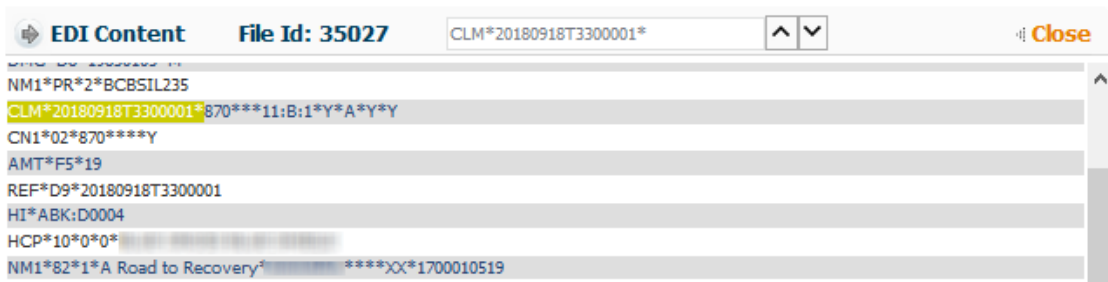 EDI Content File Id: 35027 CLM*20180918T3300001* Close
NM1*PR*2*BCBSIL235
CLM*20180918T3300001*870***11:B:1*Y*A*Y*Y
CN1*02*870****Y
AMT*F5*19
REF*D9*20180918T3300001
HI*ABK:D0004
HCP*10*0*0*
NM1*82*1*A Road to Recovery* ****XX*1700010519